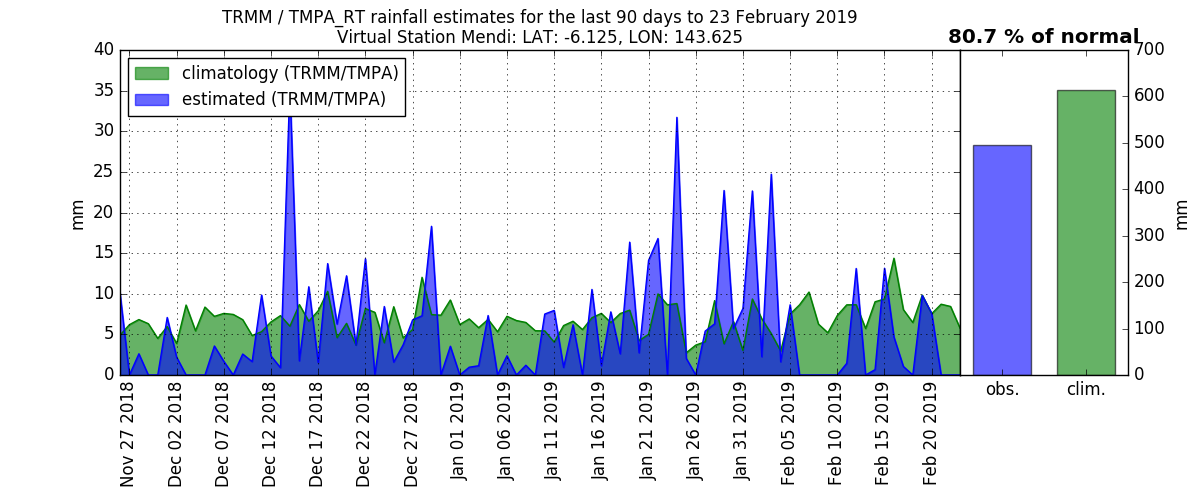 TRMM / TMPA_RT rainfall estimates for the last 90 days to 23 February 2019
Virtual Station Mendi: LAT: -6.125, LON: 143.625
80.7 % of normal
climatology (TRMM/TMPA)
estimated (TRMM/TMPA)
mm
40
35
30
25
20
15
10
5
0
Nov 27 2018
Dec 02 2018
Dec 07 2018
Dec 12 2018
Dec 17 2018
Dec 22 2018
Dec 27 2018
Jan 01 2019
Jan 06 2019
Jan 11 2019
Jan 16 2019
Jan 21 2019
Jan 26 2019
Jan 31 2019
Feb 05 2019
Feb 10 2019
Feb 15 2019
Feb 20 2019
700
600
500
400
300
200
100
0
mm
obs.
clim.